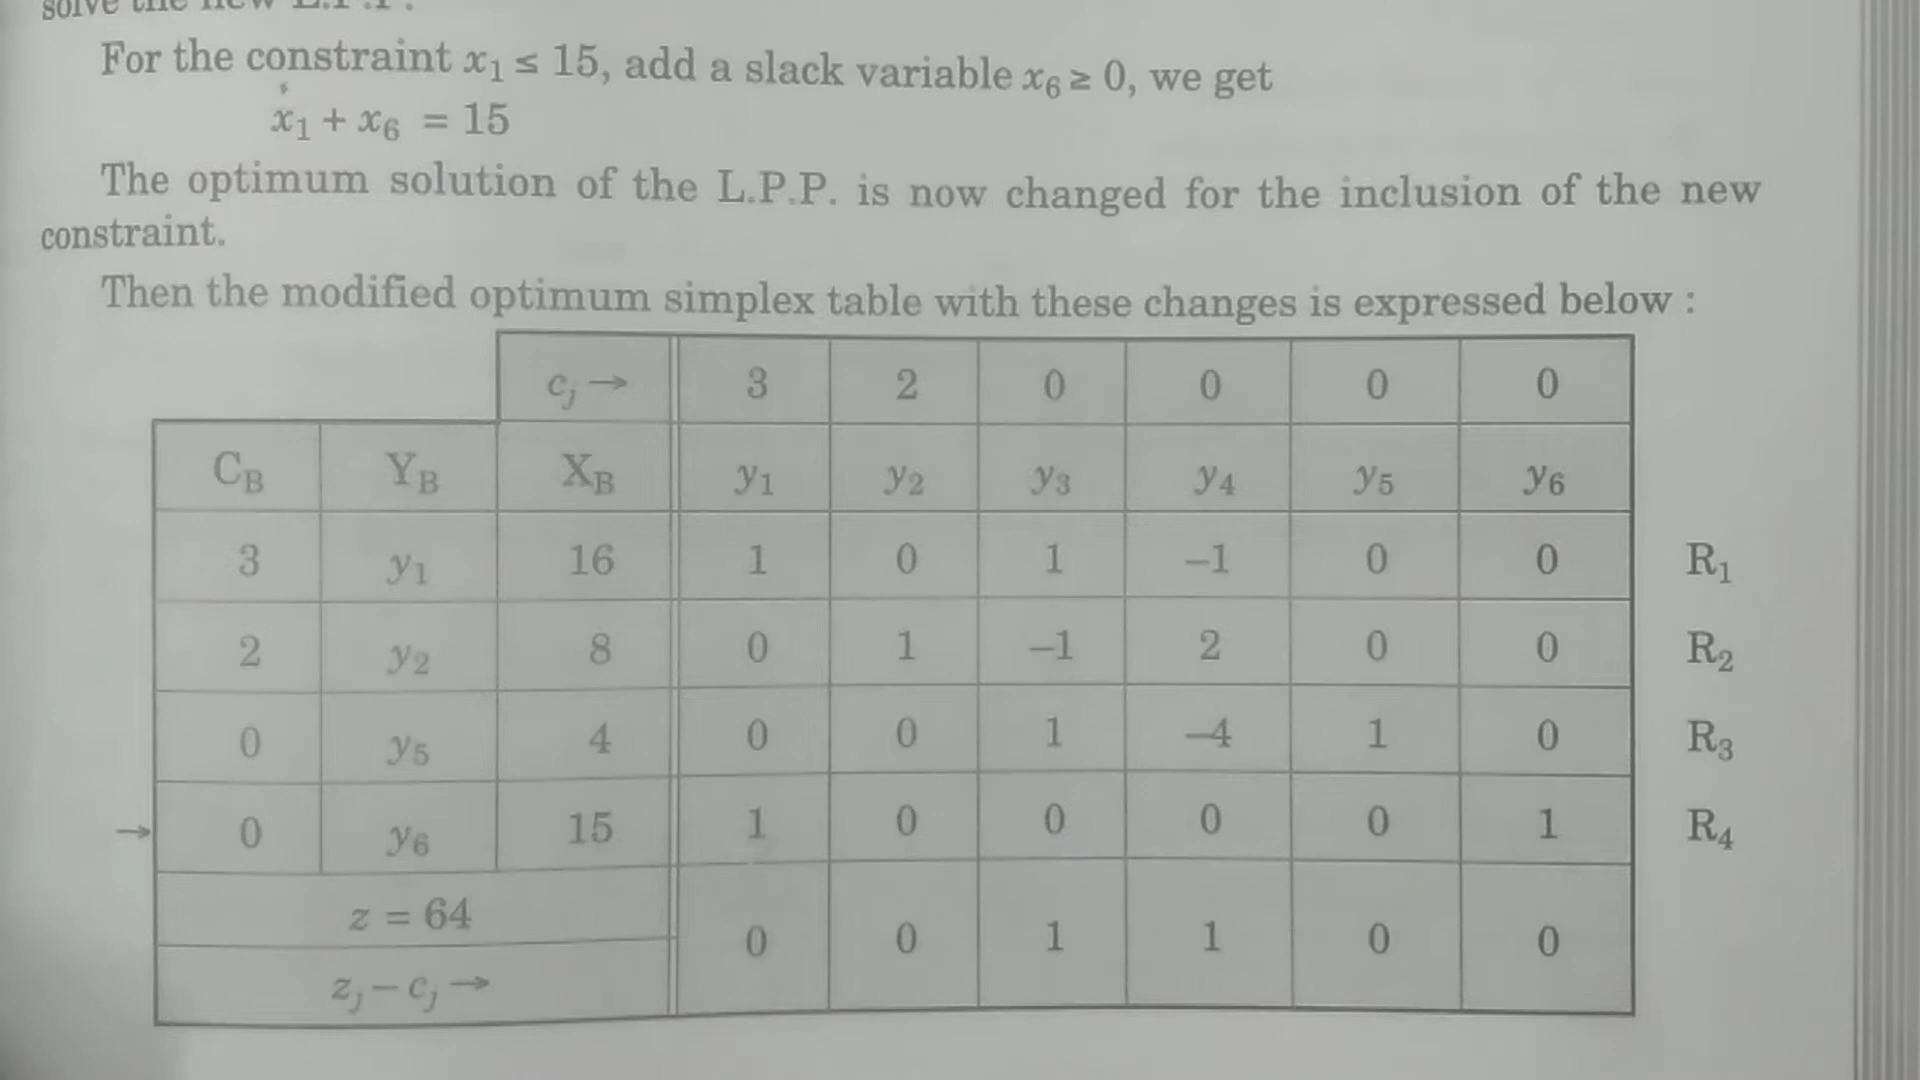 solve the new L.P.P.
For the constraint x₁ ≤ 15, add a slack variable x₆ ≥ 0, we get
x₁ + x₆ = 15
The optimum solution of the L.P.P. is now changed for the inclusion of the new
constraint.
Then the modified optimum simplex table with these changes is expressed below :
cⱼ → 3 2 0 0 0 0
C_B Y_B X_B y₁ y₂ y₃ y₄ y₅ y₆
3 y₁ 16 1 0 1 –1 0 0 R₁
2 y₂ 8 0 1 –1 2 0 0 R₂
0 y₅ 4 0 0 1 –4 1 0 R₃
→ 0 y₆ 15 1 0 0 0 0 1 R₄
z = 64
zⱼ – cⱼ → 0 0 1 1 0 0